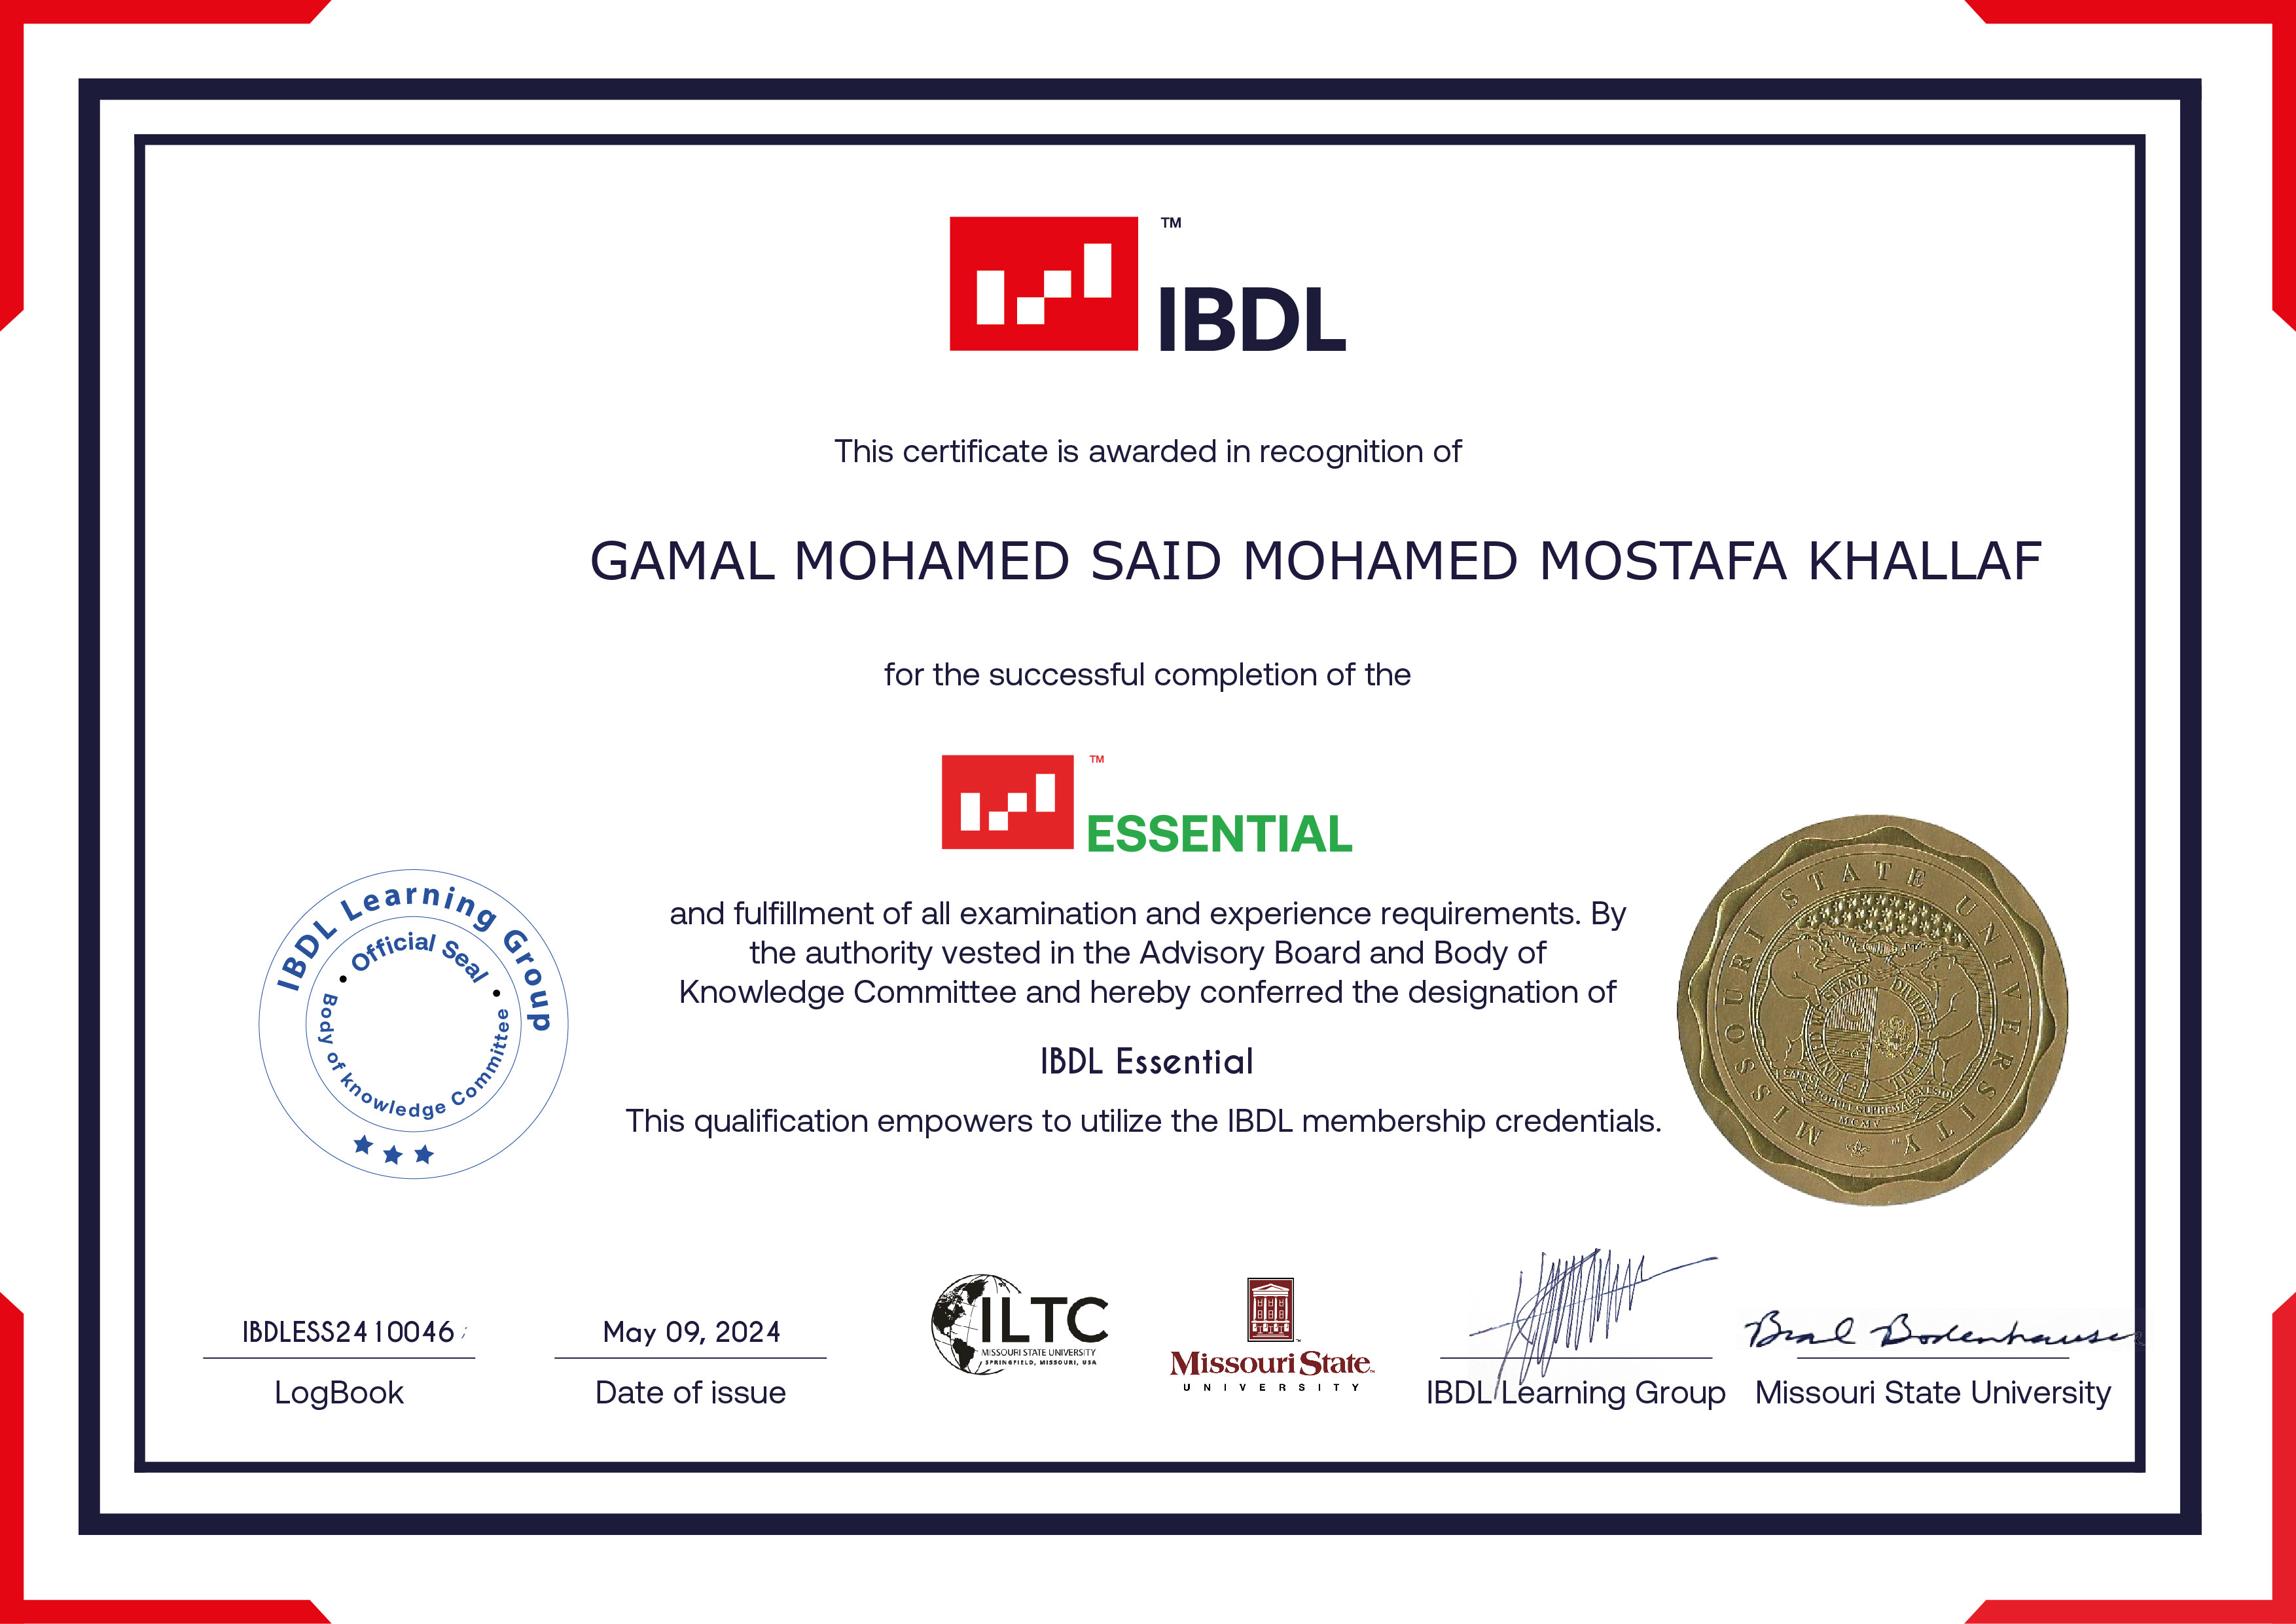 ™
IBDL
This certificate is awarded in recognition of
GAMAL MOHAMED SAID MOHAMED MOSTAFA KHALLAF
for the successful completion of the
™
ESSENTIAL
and fulfillment of all examination and experience requirements. By
the authority vested in the Advisory Board and Body of
Knowledge Committee and hereby conferred the designation of
IBDL Essential
This qualification empowers to utilize the IBDL membership credentials.
IBDL Learning Group
• Official Seal •
Body of knowledge Committee
MISSOURI STATE UNIVERSITY
UNITED WE STAND DIVIDED WE FALL
SALUS POPULI SUPREMA LEX ESTO
MCMV
IBDLESS2410046
LogBook
May 09, 2024
Date of issue
ILTC
MISSOURI STATE UNIVERSITY
SPRINGFIELD, MISSOURI, USA
Missouri State
UNIVERSITY
IBDL Learning Group
Brad Bodenhausen
Missouri State University